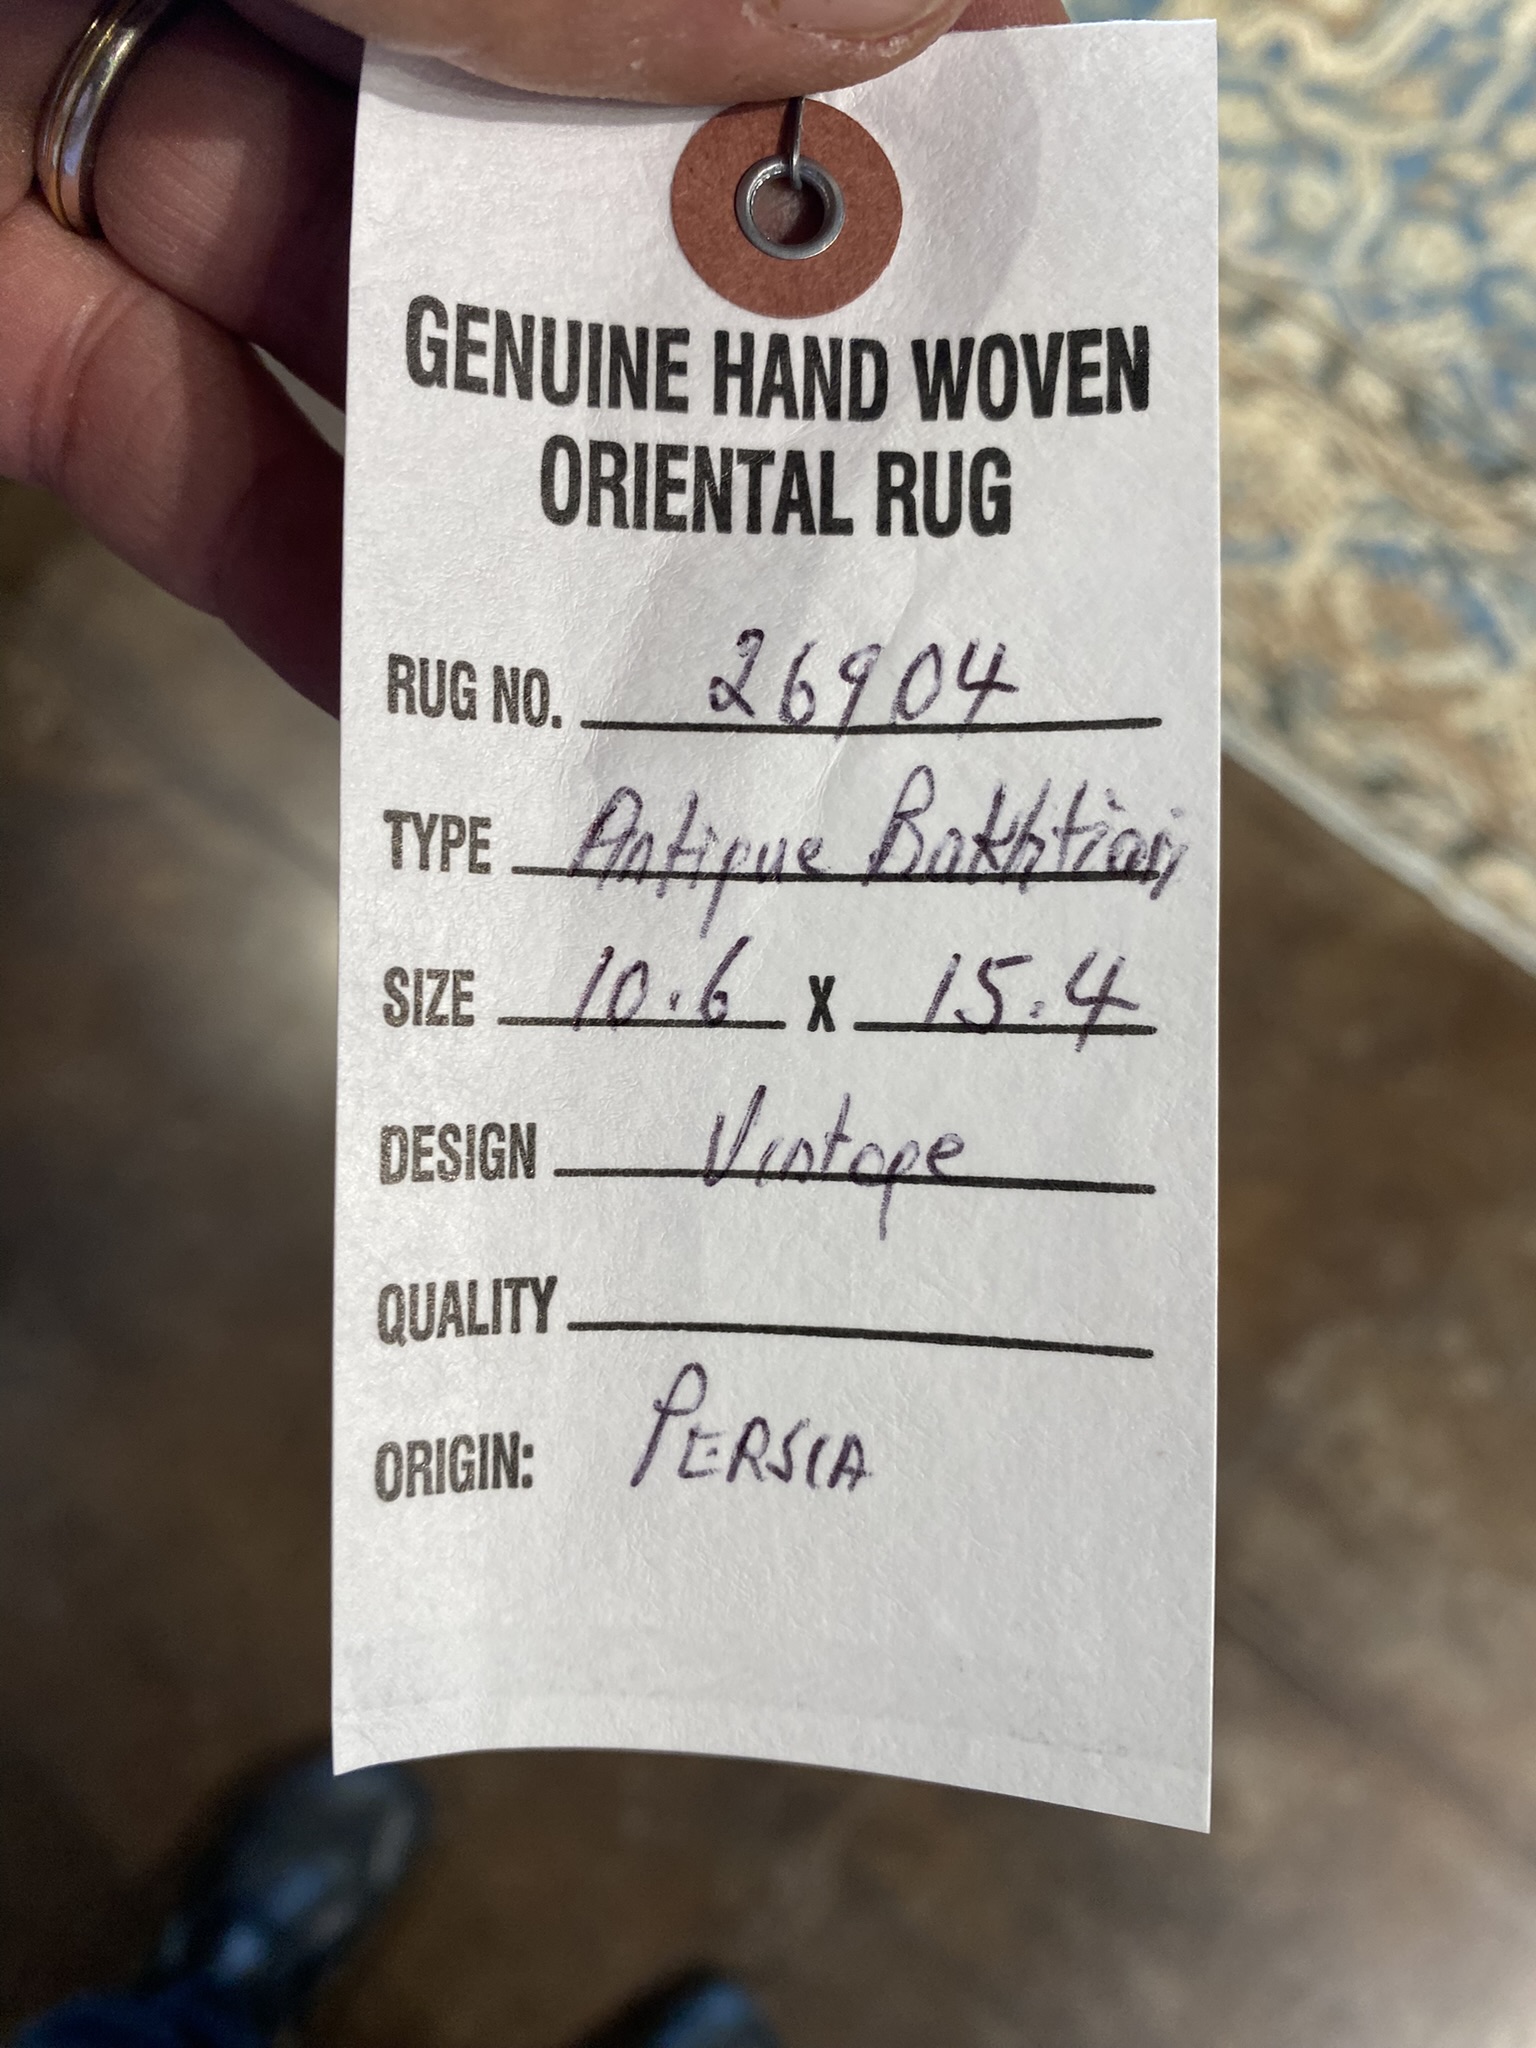 GENUINE HAND WOVEN
ORIENTAL RUG
RUG NO. 26904
TYPE Antique Bakhtiari
SIZE 10.6 X 15.4
DESIGN Vintage
QUALITY
ORIGIN: PERSIA